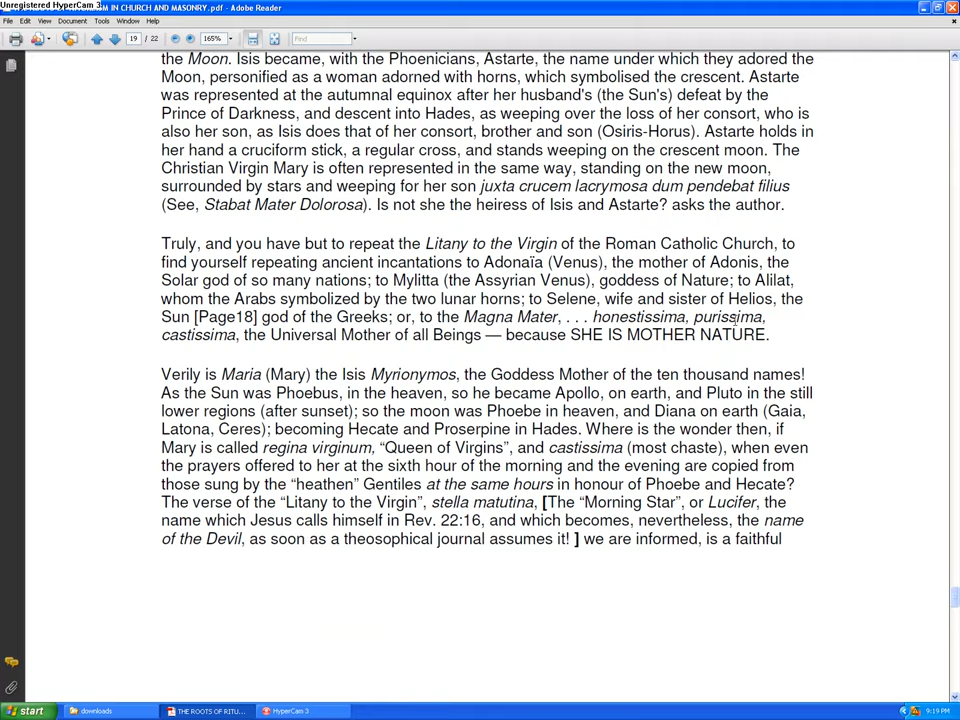 Unregistered HyperCam 3
M IN CHURCH AND MASONRY.pdf - Adobe Reader
File Edit View Document Tools Window Help
19 / 22 165% Find
the Moon. Isis became, with the Phoenicians, Astarte, the name under which they adored the
Moon, personified as a woman adorned with horns, which symbolised the crescent. Astarte
was represented at the autumnal equinox after her husband's (the Sun's) defeat by the
Prince of Darkness, and descent into Hades, as weeping over the loss of her consort, who is
also her son, as Isis does that of her consort, brother and son (Osiris-Horus). Astarte holds in
her hand a cruciform stick, a regular cross, and stands weeping on the crescent moon. The
Christian Virgin Mary is often represented in the same way, standing on the new moon,
surrounded by stars and weeping for her son juxta crucem lacrymosa dum pendebat filius
(See, Stabat Mater Dolorosa). Is not she the heiress of Isis and Astarte? asks the author.
Truly, and you have but to repeat the Litany to the Virgin of the Roman Catholic Church, to
find yourself repeating ancient incantations to Adonaïa (Venus), the mother of Adonis, the
Solar god of so many nations; to Mylitta (the Assyrian Venus), goddess of Nature; to Alilat,
whom the Arabs symbolized by the two lunar horns; to Selene, wife and sister of Helios, the
Sun [Page18] god of the Greeks; or, to the Magna Mater, . . . honestissima, purissima,
castissima, the Universal Mother of all Beings — because SHE IS MOTHER NATURE.
Verily is Maria (Mary) the Isis Myrionymos, the Goddess Mother of the ten thousand names!
As the Sun was Phoebus, in the heaven, so he became Apollo, on earth, and Pluto in the still
lower regions (after sunset); so the moon was Phoebe in heaven, and Diana on earth (Gaia,
Latona, Ceres); becoming Hecate and Proserpine in Hades. Where is the wonder then, if
Mary is called regina virginum, “Queen of Virgins”, and castissima (most chaste), when even
the prayers offered to her at the sixth hour of the morning and the evening are copied from
those sung by the “heathen” Gentiles at the same hours in honour of Phoebe and Hecate?
The verse of the “Litany to the Virgin”, stella matutina, [The “Morning Star”, or Lucifer, the
name which Jesus calls himself in Rev. 22:16, and which becomes, nevertheless, the name
of the Devil, as soon as a theosophical journal assumes it! ] we are informed, is a faithful
start downloads THE ROOTS OF RITU... HyperCam 3 9:19 PM